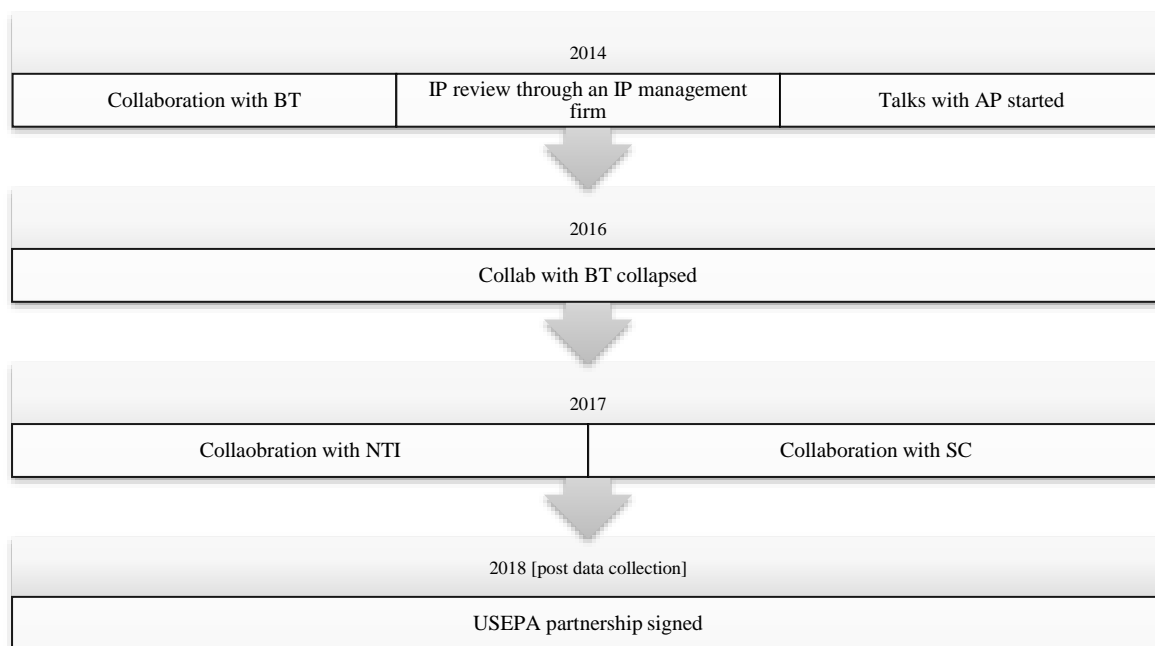 2014
Collaboration with BT
IP review through an IP management
firm
Talks with AP started
2016
Collab with BT collapsed
2017
Collaobration with NTI
Collaboration with SC
2018 [post data collection]
USEPA partnership signed